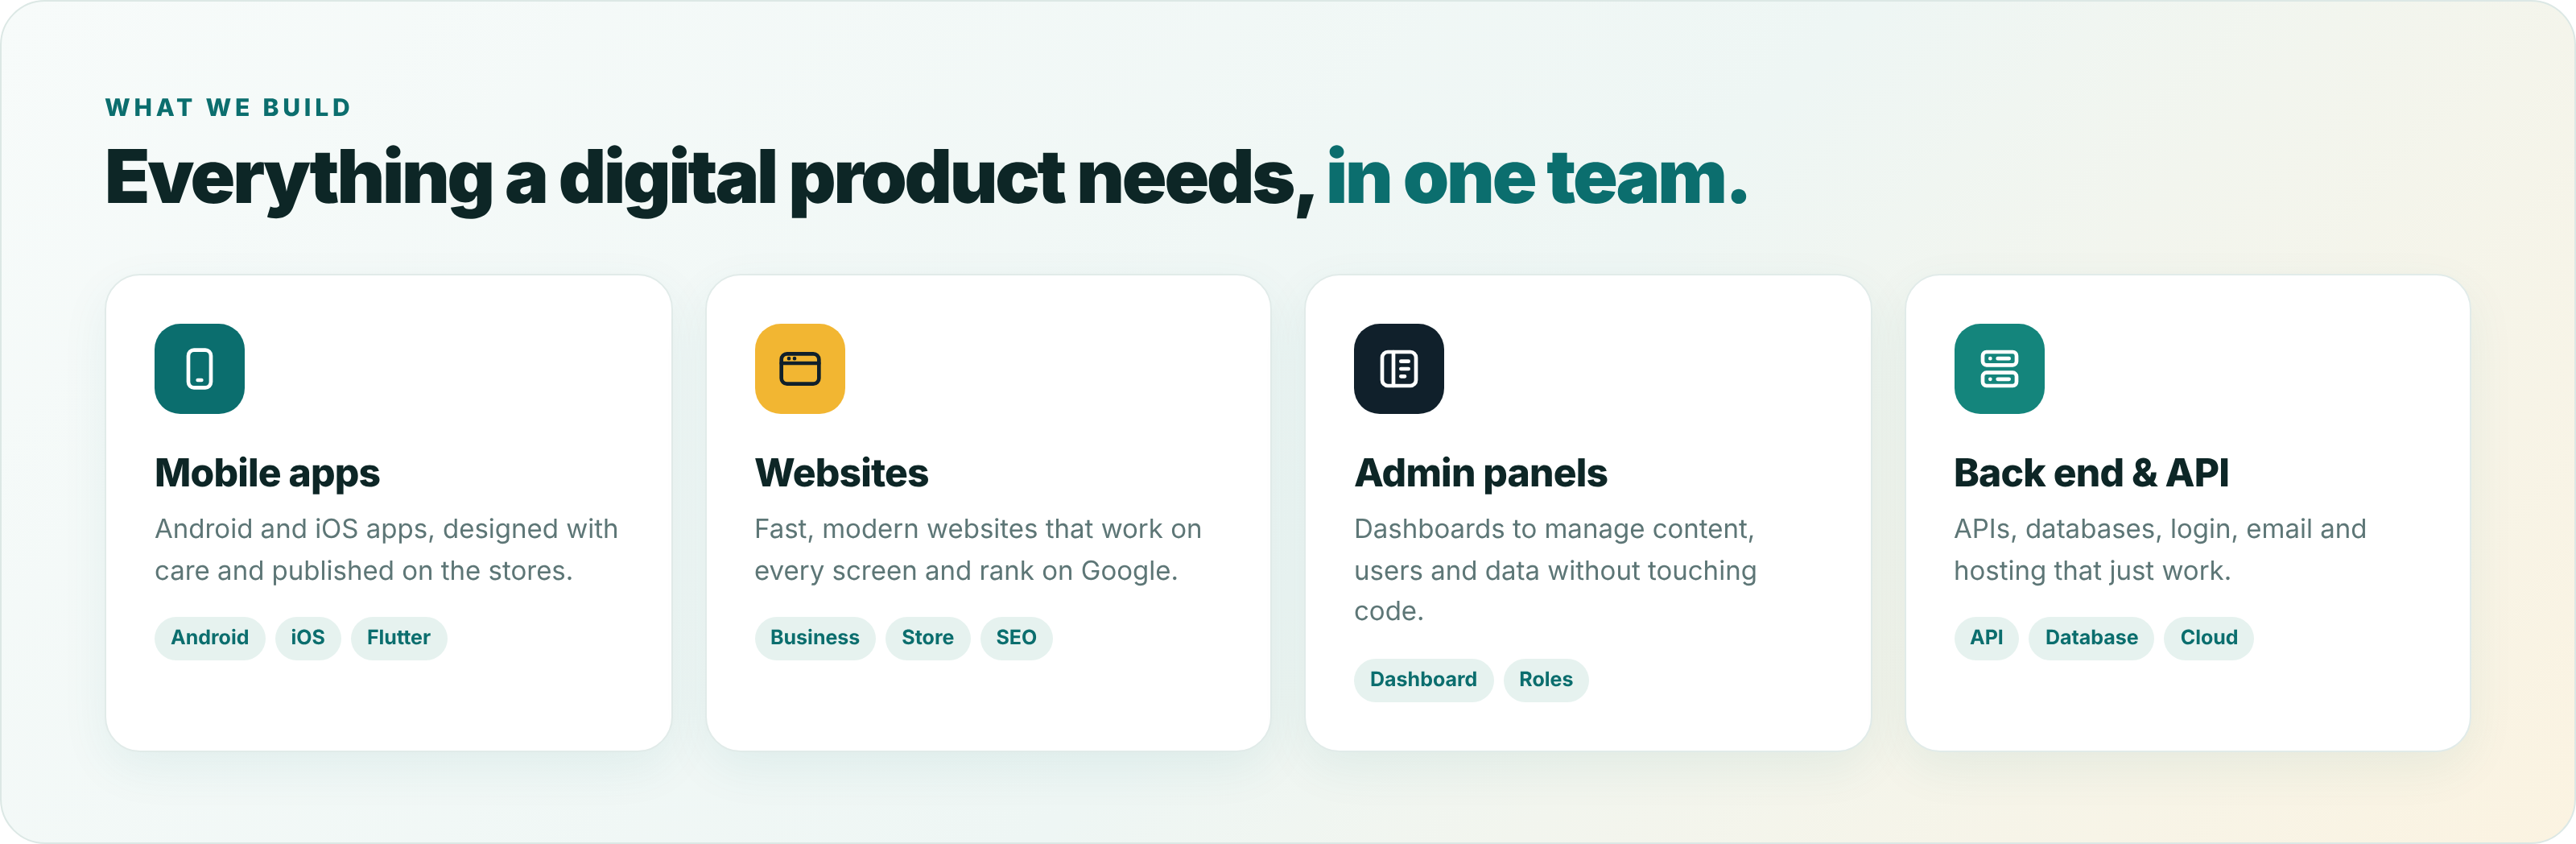 WHAT WE BUILD
Everything a digital product needs, in one team.
Mobile apps
Android and iOS apps, designed with
care and published on the stores.
Android iOS Flutter
Websites
Fast, modern websites that work on
every screen and rank on Google.
Business Store SEO
Admin panels
Dashboards to manage content,
users and data without touching
code.
Dashboard Roles
Back end & API
APIs, databases, login, email and
hosting that just work.
API Database Cloud